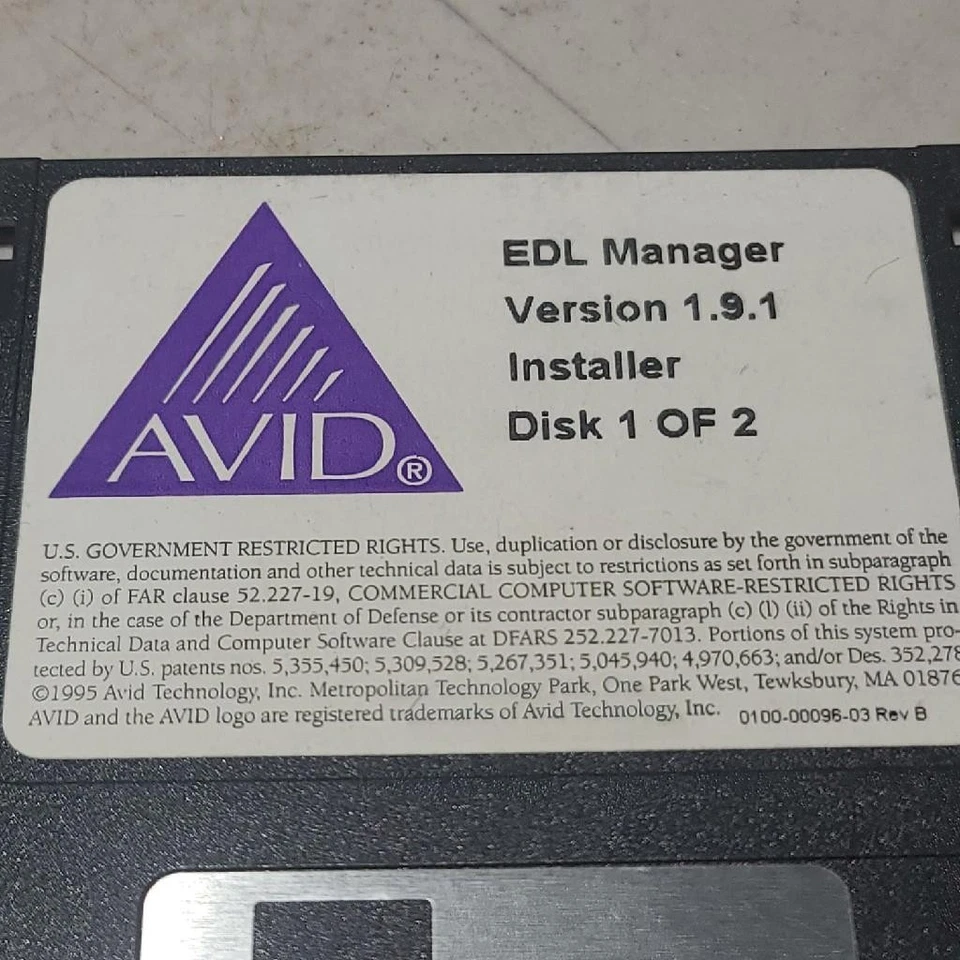 EDL Manager
Version 1.9.1
Installer
Disk 1 OF 2
AVID®
U.S. GOVERNMENT RESTRICTED RIGHTS. Use, duplication or disclosure by the government of the
software, documentation and other technical data is subject to restrictions as set forth in subparagraph
(c) (i) of FAR clause 52.227-19, COMMERCIAL COMPUTER SOFTWARE-RESTRICTED RIGHTS
or, in the case of the Department of Defense or its contractor subparagraph (c) (l) (ii) of the Rights in
Technical Data and Computer Software Clause at DFARS 252.227-7013. Portions of this system pro-
tected by U.S. patents nos. 5,355,450; 5,309,528; 5,267,351; 5,045,940; 4,970,663; and/or Des. 352,278
©1995 Avid Technology, Inc. Metropolitan Technology Park, One Park West, Tewksbury, MA 01876
AVID and the AVID logo are registered trademarks of Avid Technology, Inc. 0100-00096-03 Rev B